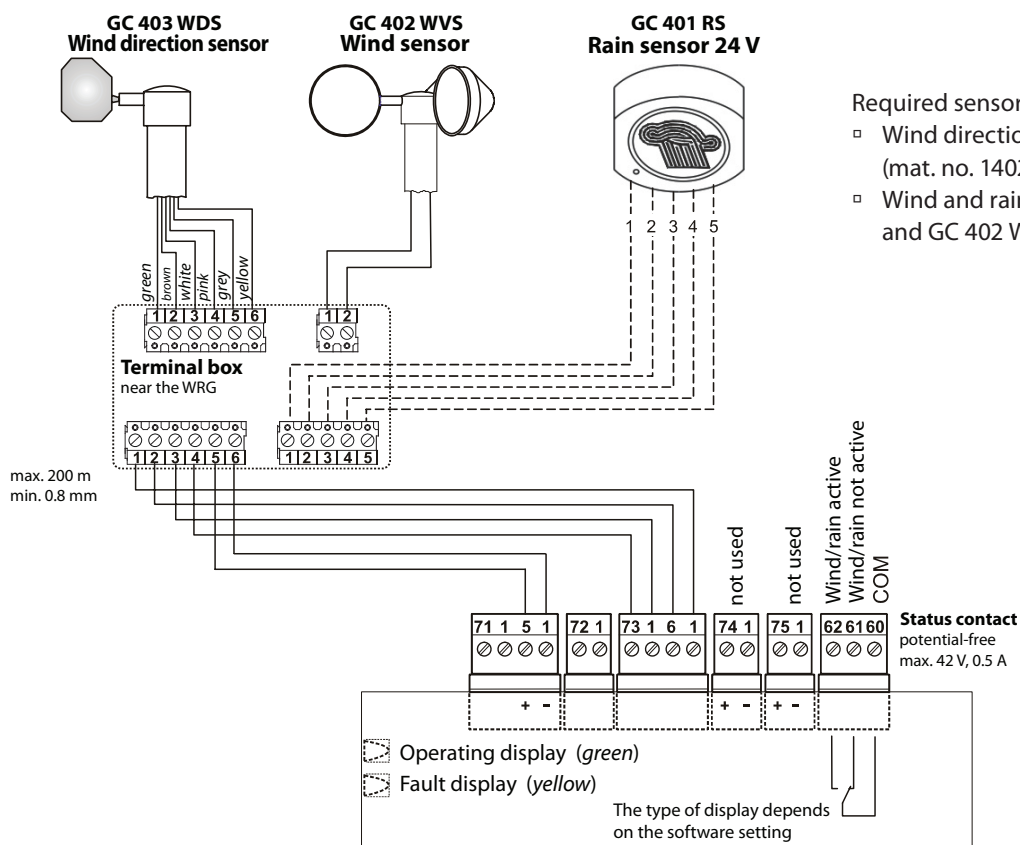 GC 403 WDS
Wind direction sensor
GC 402 WVS
Wind sensor
GC 401 RS
Rain sensor 24 V
Required sensor
▫ Wind directio
(mat. no. 1402
▫ Wind and rain
and GC 402 W
1 2 3 4 5
green
brown
white
pink
grey
yellow
1 2 3 4 5 6
1 2
Terminal box
near the WRG
1 2 3 4 5 6
1 2 3 4 5
max. 200 m
min. 0.8 mm
not used
not used
Wind/rain active
Wind/rain not active
COM
71 1 5 1
72 1
73 1 6 1
74 1
75 1
62 61 60
Status contact
potential-free
max. 42 V, 0.5 A
+ -
+ -
+ -
Operating display (green)
Fault display (yellow)
The type of display depends
on the software setting